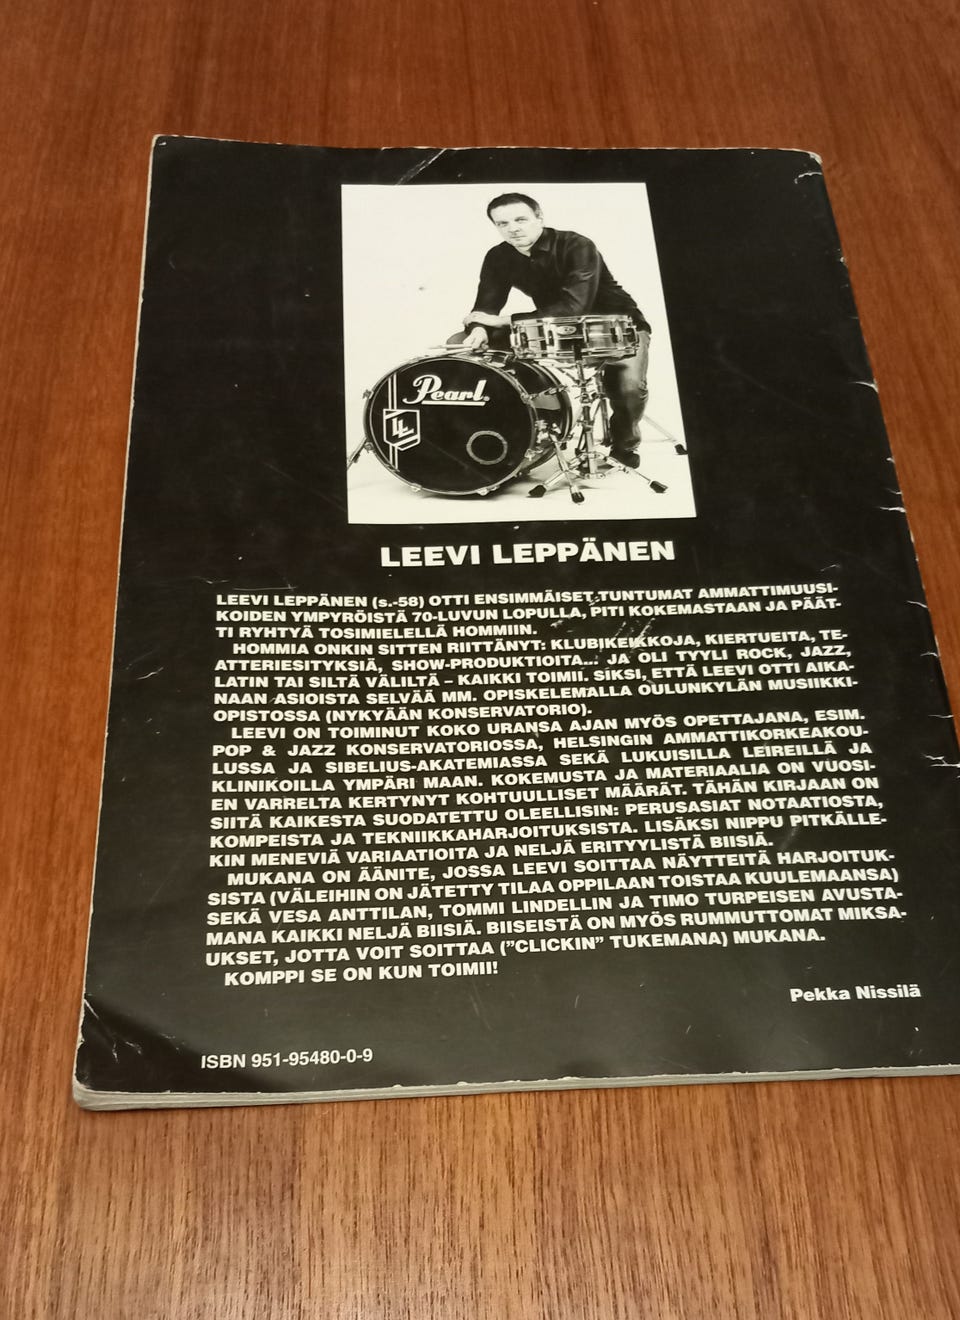 Pearl
LL
LEEVI LEPPÄNEN
LEEVI LEPPÄNEN (s.-58) OTTI ENSIMMÄISET TUNTUMAT AMMATTIMUUSI-
KOIDEN YMPYRÖISTÄ 70-LUVUN LOPULLA, PITI KOKEMASTAAN JA PÄÄT-
TI RYHTYÄ TOSIMIELELLÄ HOMMIIN.
HOMMIA ONKIN SITTEN RIITTÄNYT: KLUBIKEIKKOJA, KIERTUEITA, TE-
ATTERIESITYKSIÄ, SHOW-PRODUKTIOITA... JA OLI TYYLI ROCK, JAZZ,
LATIN TAI SILTÄ VÄLILTÄ – KAIKKI TOIMII. SIKSI, ETTÄ LEEVI OTTI AIKA-
NAAN ASIOISTA SELVÄÄ MM. OPISKELEMALLA OULUNKYLÄN MUSIIKKI-
OPISTOSSA (NYKYÄÄN KONSERVATORIO).
LEEVI ON TOIMINUT KOKO URANSA AJAN MYÖS OPETTAJANA, ESIM.
POP & JAZZ KONSERVATORIOSSA, HELSINGIN AMMATTIKORKEAKOU-
LUSSA JA SIBELIUS-AKATEMIASSA SEKÄ LUKUISILLA LEIREILLÄ JA
KLINIKOILLA YMPÄRI MAAN. KOKEMUSTA JA MATERIAALIA ON VUOSI-
EN VARRELTA KERTYNYT KOHTUULLISET MÄÄRÄT. TÄHÄN KIRJAAN ON
SIITÄ KAIKESTA SUODATETTU OLEELLISIN: PERUSASIAT NOTAATIOSTA,
KOMPEISTA JA TEKNIIKKAHARJOITUKSISTA. LISÄKSI NIPPU PITKÄLLE-
KIN MENEVIÄ VARIAATIOITA JA NELJÄ ERITYYLISTÄ BIISIÄ.
MUKANA ON ÄÄNITE, JOSSA LEEVI SOITTAA NÄYTTEITÄ HARJOITUK-
SISTA (VÄLEIHIN ON JÄTETTY TILAA OPPILAAN TOISTAA KUULEMAANSA)
SEKÄ VESA ANTTILAN, TOMMI LINDELLIN JA TIMO TURPEISEN AVUSTA-
MANA KAIKKI NELJÄ BIISIÄ. BIISEISTÄ ON MYÖS RUMMUTTOMAT MIKSA-
UKSET, JOTTA VOIT SOITTAA (”CLICKIN” TUKEMANA) MUKANA.
KOMPPI SE ON KUN TOIMII!
Pekka Nissilä
ISBN 951-95480-0-9